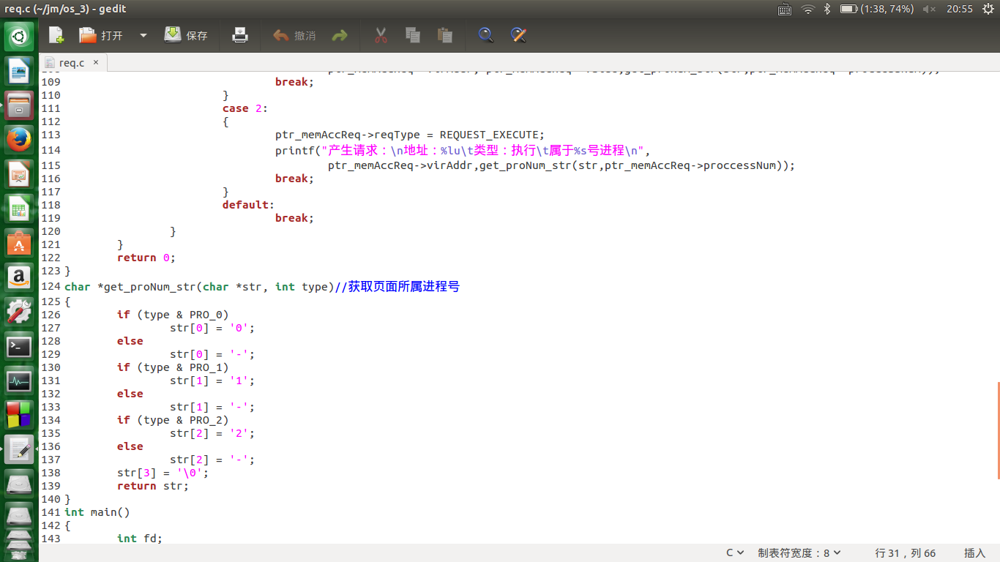 req.c (~/jm/os_3) - gedit
(1:38, 74%) 20:55
打开 保存 撤消
req.c ×
109 break;
110 }
111 case 2:
112 {
113 ptr_memAccReq->reqType = REQUEST_EXECUTE;
114 printf("产生请求：\n地址：%lu\t类型：执行\t属于%s号进程\n",
115 ptr_memAccReq->virAddr,get_proNum_str(str,ptr_memAccReq->proccessNum));
116 break;
117 }
118 default:
119 break;
120 }
121 }
122 return 0;
123 }
124 char *get_proNum_str(char *str, int type)//获取页面所属进程号
125 {
126 if (type & PRO_0)
127 str[0] = '0';
128 else
129 str[0] = '-';
130 if (type & PRO_1)
131 str[1] = '1';
132 else
133 str[1] = '-';
134 if (type & PRO_2)
135 str[2] = '2';
136 else
137 str[2] = '-';
138 str[3] = '\0';
139 return str;
140 }
141 int main()
142 {
143 int fd;
C 制表符宽度：8 行 31，列 66 插入